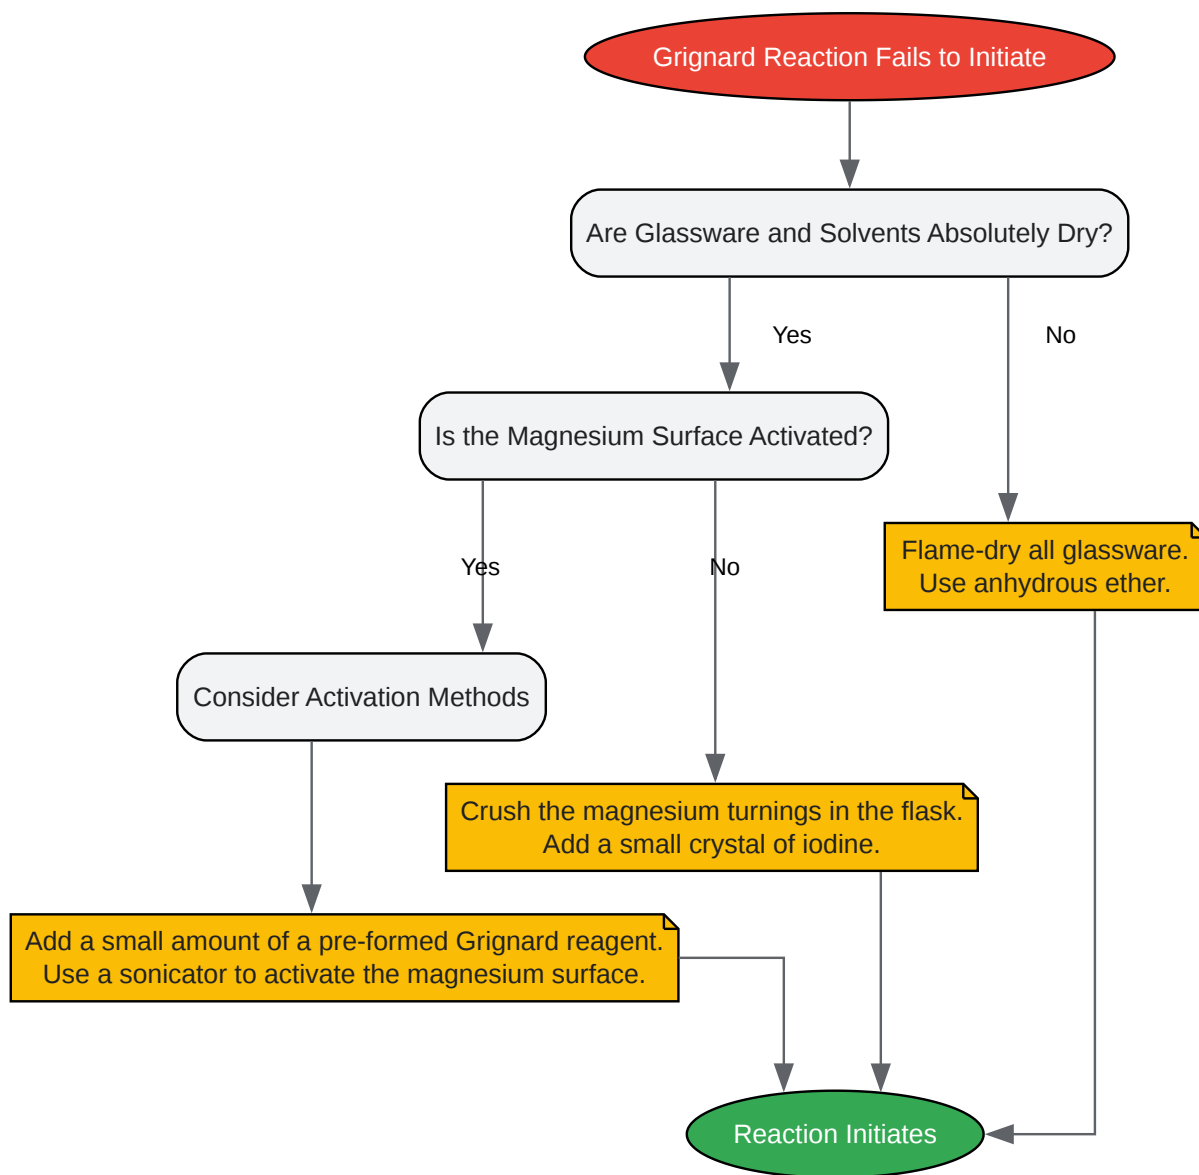 Grignard Reaction Fails to Initiate
Are Glassware and Solvents Absolutely Dry?
Yes
No
Is the Magnesium Surface Activated?
Yes
No
Flame-dry all glassware.
Use anhydrous ether.
Consider Activation Methods
Crush the magnesium turnings in the flask.
Add a small crystal of iodine.
Add a small amount of a pre-formed Grignard reagent.
Use a sonicator to activate the magnesium surface.
Reaction Initiates